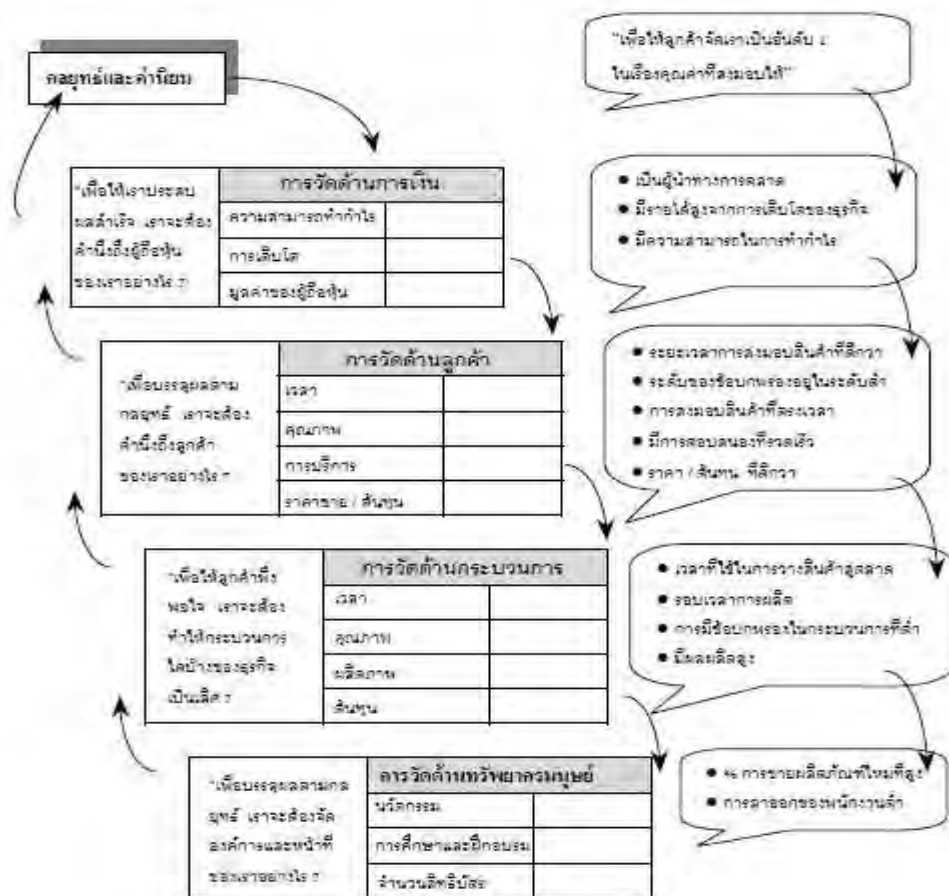 กลยุทธ์และค่านิยม
"เพื่อให้ลูกค้าจัดเราเป็นอันดับ 1
ในเรื่องคุณค่าที่ส่งมอบให้"
"เพื่อให้เราประสบ
ผลสำเร็จ เราจะต้อง
คำนึงถึงผู้ถือหุ้น
ของเราอย่างไร ?
การวัดด้านการเงิน
ความสามารถทำกำไร
การเติบโต
มูลค่าของผู้ถือหุ้น
● เป็นผู้นำทางการตลาด
● มีรายได้สูงจากการเติบโตของธุรกิจ
● มีความสามารถในการทำกำไร
"เพื่อบรรลุผลตาม
กลยุทธ์ เราจะต้อง
คำนึงถึงลูกค้า
ของเราอย่างไร ?
การวัดด้านลูกค้า
เวลา
คุณภาพ
การบริการ
ราคาขาย / ต้นทุน
● ระยะเวลาการส่งมอบสินค้าที่ดีกว่า
● ระดับของข้อบกพร่องอยู่ในระดับต่ำ
● การส่งมอบสินค้าที่ตรงเวลา
● มีการสอบสนองที่รวดเร็ว
● ราคา / ต้นทุน ที่ดีกว่า
"เพื่อให้ลูกค้าพึง
พอใจ เราจะต้อง
ทำให้กระบวนการ
ใดบ้างของธุรกิจ
เป็นเลิศ ?
การวัดด้านกระบวนการ
เวลา
คุณภาพ
ผลิตภาพ
ต้นทุน
● เวลาที่ใช้ในการวางสินค้าสู่ตลาด
● รอบเวลาการผลิต
● การมีข้อบกพร่องในกระบวนการที่ต่ำ
● มีผลผลิตสูง
"เพื่อบรรลุผลตามกล
ยุทธ์ เราจะต้องจัด
องค์การและหน้าที่
ของเราอย่างไร ?
การวัดด้านทรัพยากรมนุษย์
นวัตกรรม
การศึกษาและฝึกอบรม
จำนวนสิทธิบัตร
● % การขายผลิตภัณฑ์ใหม่ที่สูง
● การลาออกของพนักงานต่ำ